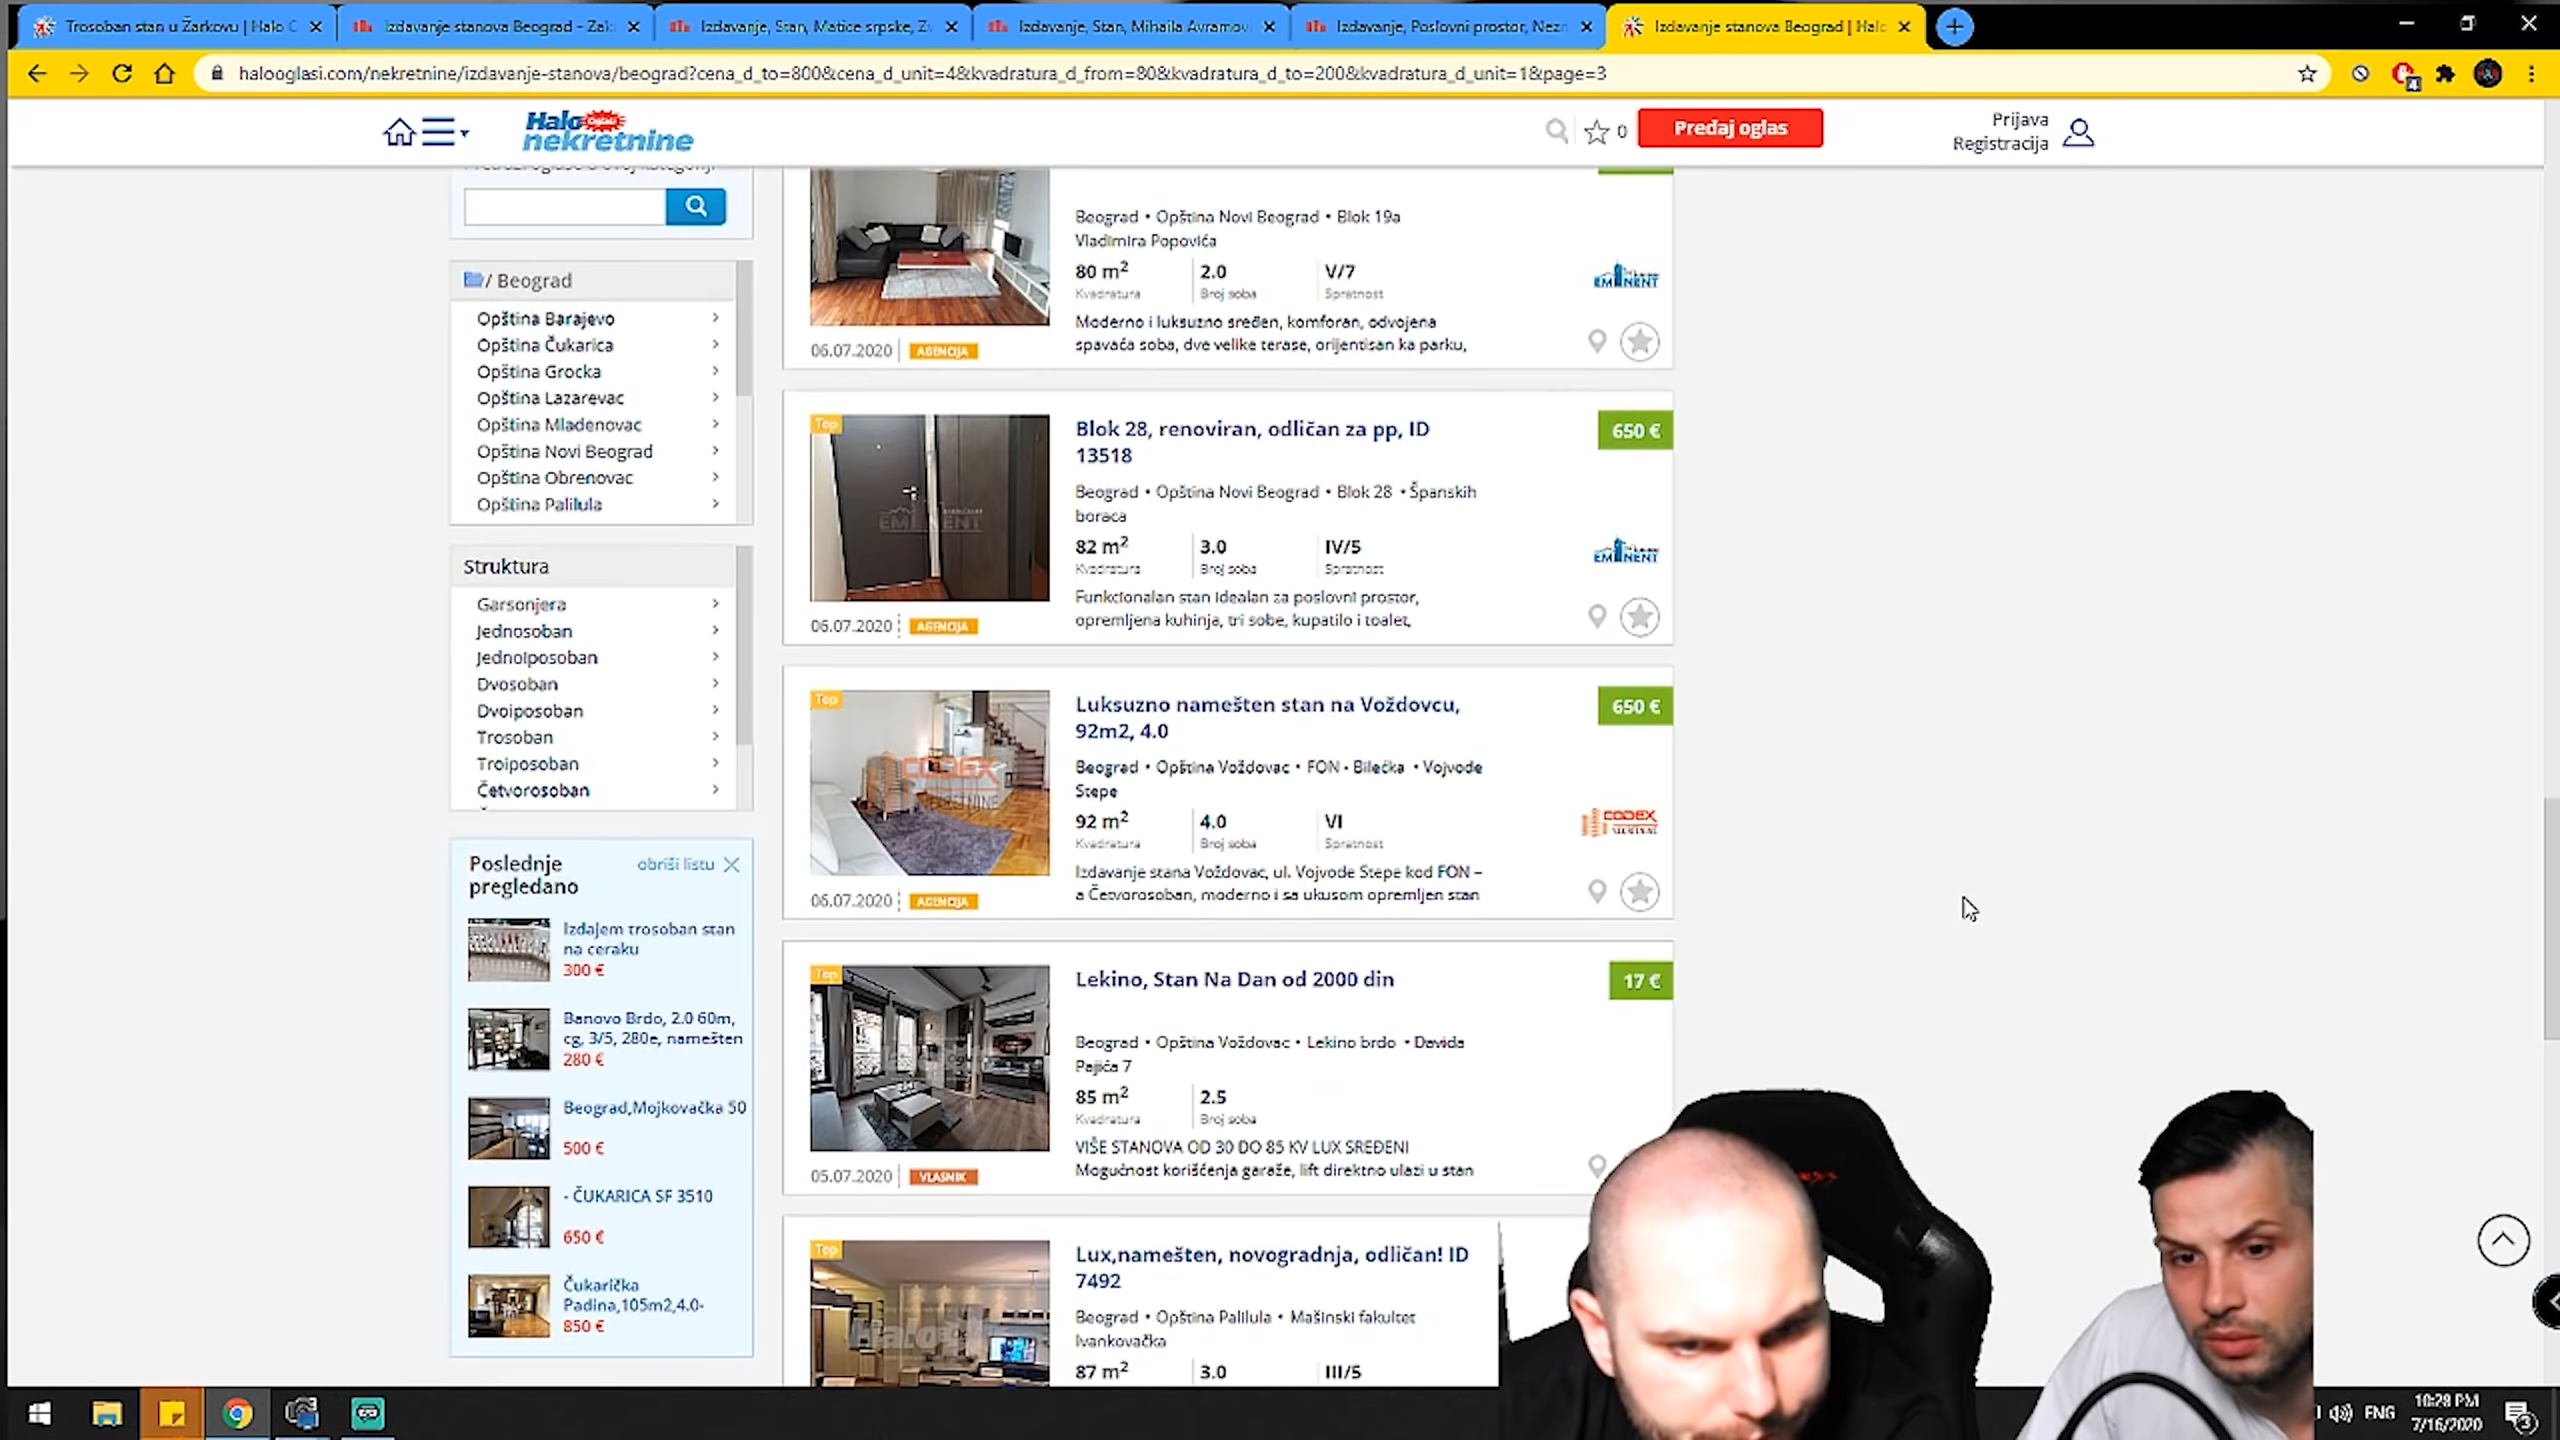 Trosoban stan u Žarkovu | Halo O
Izdavanje stanova Beograd - Zak
Izdavanje, Stan, Matice srpske, Zv
Izdavanje, Stan, Mihaila Avramov
Izdavanje, Poslovni prostor, Nezn
Izdavanje stanova Beograd | Halo
halooglasi.com/nekretnine/izdavanje-stanova/beograd?cena_d_to=800&cena_d_unit=4&kvadratura_d_from=80&kvadratura_d_to=200&kvadratura_d_unit=1&page=3
4
Halo
nekretnine
0
Predaj oglas
Prijava
Registracija
/ Beograd
Opština Barajevo
Opština Čukarica
Opština Grocka
Opština Lazarevac
Opština Mladenovac
Opština Novi Beograd
Opština Obrenovac
Opština Palilula
Struktura
Garsonjera
Jednosoban
Jednoiposoban
Dvosoban
Dvoiposoban
Trosoban
Troiposoban
Četvorosoban
Poslednje
pregledano
obriši listu
Izdajem trosoban stan
na ceraku
300 €
Banovo Brdo, 2.0 60m,
cg, 3/5, 280e, namešten
280 €
Beograd,Mojkovačka 50
500 €
- ČUKARICA SF 3510
650 €
Čukarička
Padina,105m2,4.0-
850 €
Beograd • Opština Novi Beograd • Blok 19a
Vladimira Popovića
80 m² 2.0 V/7
Kvadratura Broj soba Spratnost
Moderno i luksuzno sređen, komforan, odvojena
spavaća soba, dve velike terase, orijentisan ka parku,
EMINENT
06.07.2020 AGENCIJA
Top
Blok 28, renoviran, odličan za pp, ID
13518
650 €
Beograd • Opština Novi Beograd • Blok 28 • Španskih
boraca
82 m² 3.0 IV/5
Kvadratura Broj soba Spratnost
Funkcionalan stan idealan za poslovni prostor,
opremljena kuhinja, tri sobe, kupatilo i toalet,
EMINENT
EMINENT
06.07.2020 AGENCIJA
Top
Luksuzno namešten stan na Voždovcu,
92m2, 4.0
650 €
Beograd • Opština Voždovac • FON - Bilećka • Vojvode
Stepe
92 m² 4.0 VI
Kvadratura Broj soba Spratnost
Izdavanje stana Voždovac, ul. Vojvode Stepe kod FON –
a Četvorosoban, moderno i sa ukusom opremljen stan
CODEX
NEKRETNINE
CODEX
06.07.2020 AGENCIJA
Top
Lekino, Stan Na Dan od 2000 din
17 €
Beograd • Opština Voždovac • Lekino brdo • Davida
Pajića 7
85 m² 2.5
Kvadratura Broj soba
VIŠE STANOVA OD 30 DO 85 KV LUX SREĐENI
Mogućnost korišćenja garaže, lift direktno ulazi u stan
05.07.2020 VLASNIK
Top
Lux,namešten, novogradnja, odličan! ID
7492
Beograd • Opština Palilula • Mašinski fakultet
Ivankovačka
87 m² 3.0 III/5
ENG
10:28 PM
7/16/2020
3